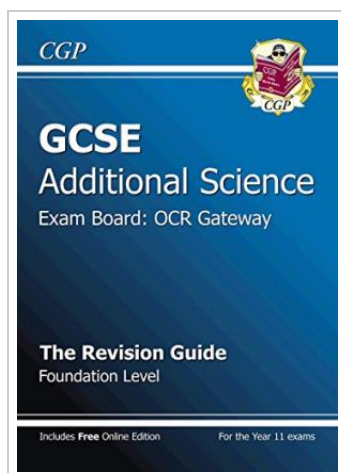 CGP
CGP
GCSE
Additional Science
Exam Board: OCR Gateway
The Revision Guide
Foundation Level
Includes Free Online Edition
For the Year 11 exams